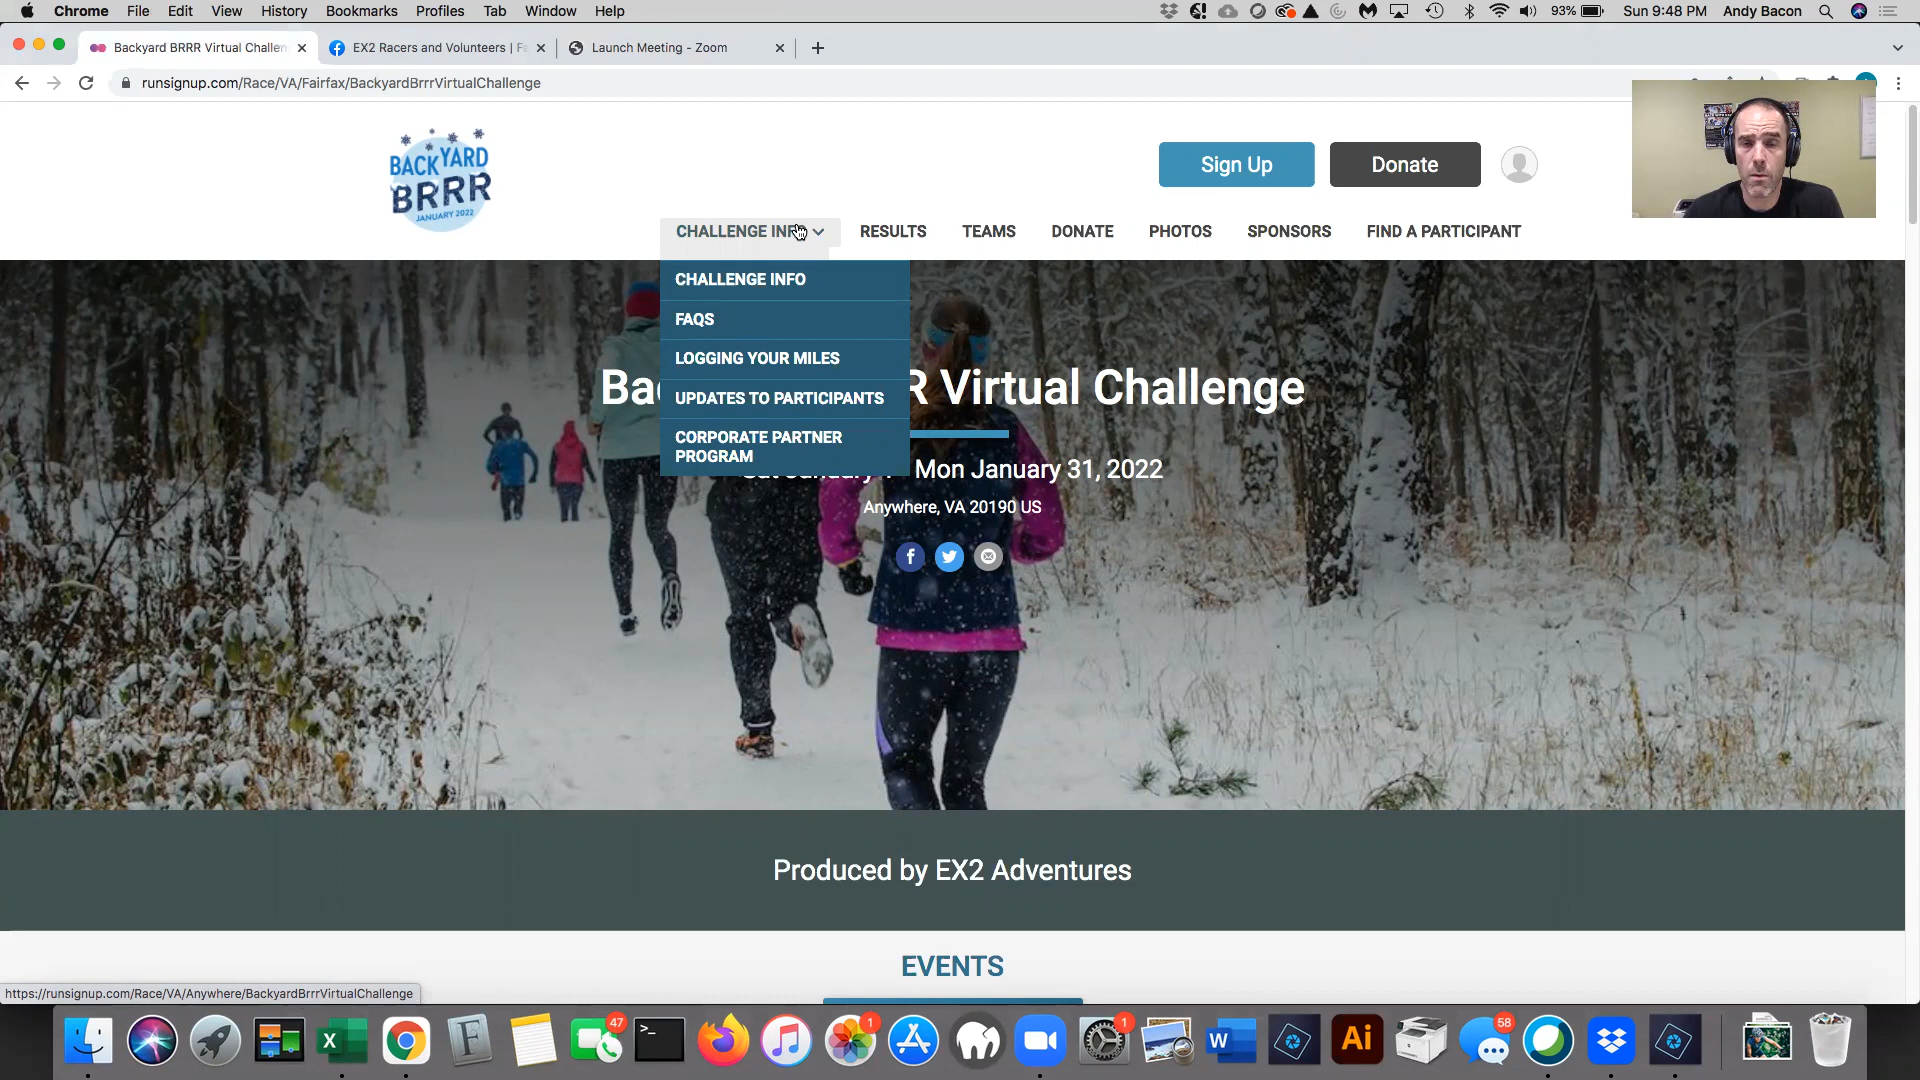 Chrome File Edit View History Bookmarks Profiles Tab Window Help 93% Sun 9:48 PM Andy Bacon
Backyard BRRR Virtual Challen EX2 Racers and Volunteers | Fa Launch Meeting - Zoom
runsignup.com/Race/VA/Fairfax/BackyardBrrrVirtualChallenge
BACKYARD
BRRR
JANUARY 2022
Sign Up Donate
CHALLENGE INFO RESULTS TEAMS DONATE PHOTOS SPONSORS FIND A PARTICIPANT
CHALLENGE INFO
FAQS
LOGGING YOUR MILES
UPDATES TO PARTICIPANTS
CORPORATE PARTNER
PROGRAM
Virtual Challenge
Mon January 31, 2022
Anywhere, VA 20190 US
Produced by EX2 Adventures
EVENTS
https://runsignup.com/Race/VA/Anywhere/BackyardBrrrVirtualChallenge
47 1 1 58
X F W Ai